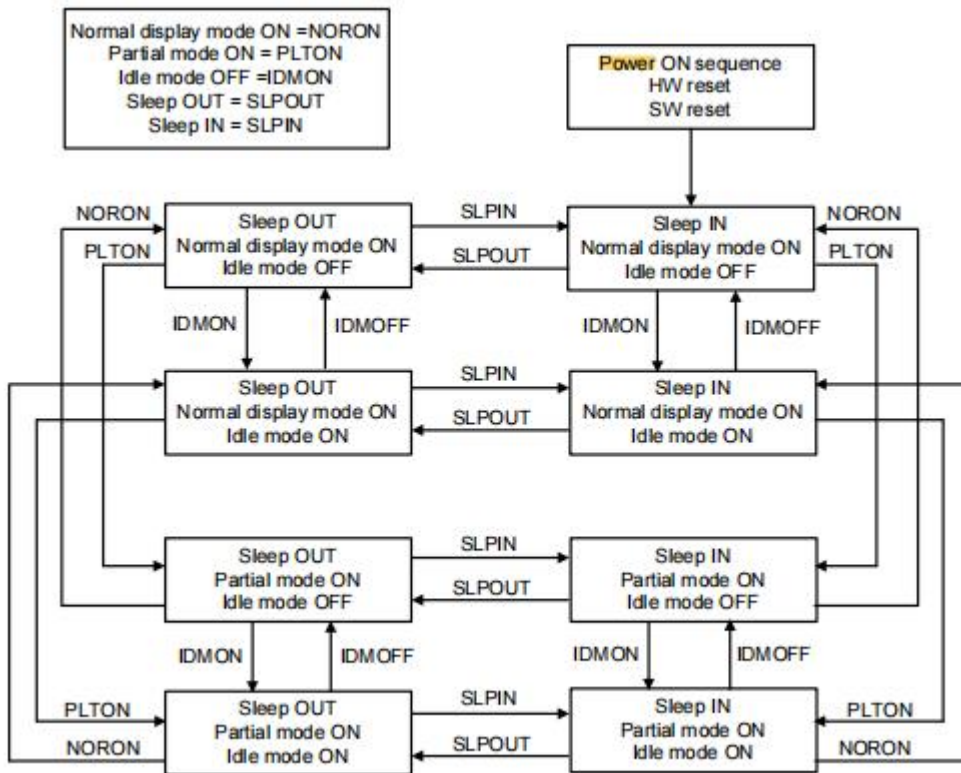 Normal display mode ON =NORON
Partial mode ON = PLTON
Idle mode OFF =IDMON
Sleep OUT = SLPOUT
Sleep IN = SLPIN
Power ON sequence
HW reset
SW reset
NORON
PLTON
Sleep OUT
Normal display mode ON
Idle mode OFF
SLPIN
SLPOUT
Sleep IN
Normal display mode ON
Idle mode OFF
NORON
PLTON
IDMON
IDMOFF
IDMON
IDMOFF
Sleep OUT
Normal display mode ON
Idle mode ON
SLPIN
SLPOUT
Sleep IN
Normal display mode ON
Idle mode ON
Sleep OUT
Partial mode ON
Idle mode OFF
SLPIN
SLPOUT
Sleep IN
Partial mode ON
Idle mode OFF
IDMON
IDMOFF
IDMON
IDMOFF
PLTON
NORON
Sleep OUT
Partial mode ON
Idle mode ON
SLPIN
SLPOUT
Sleep IN
Partial mode ON
Idle mode ON
PLTON
NORON